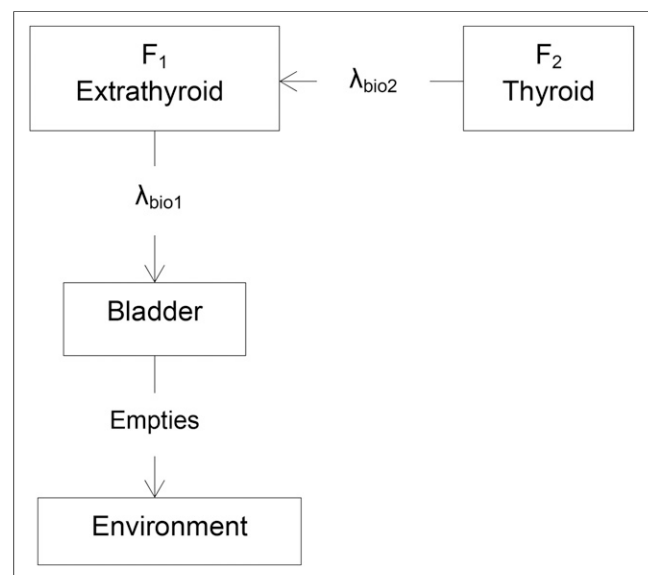 F₁
Extrathyroid
λbio2
F₂
Thyroid
λbio1
Bladder
Empties
Environment